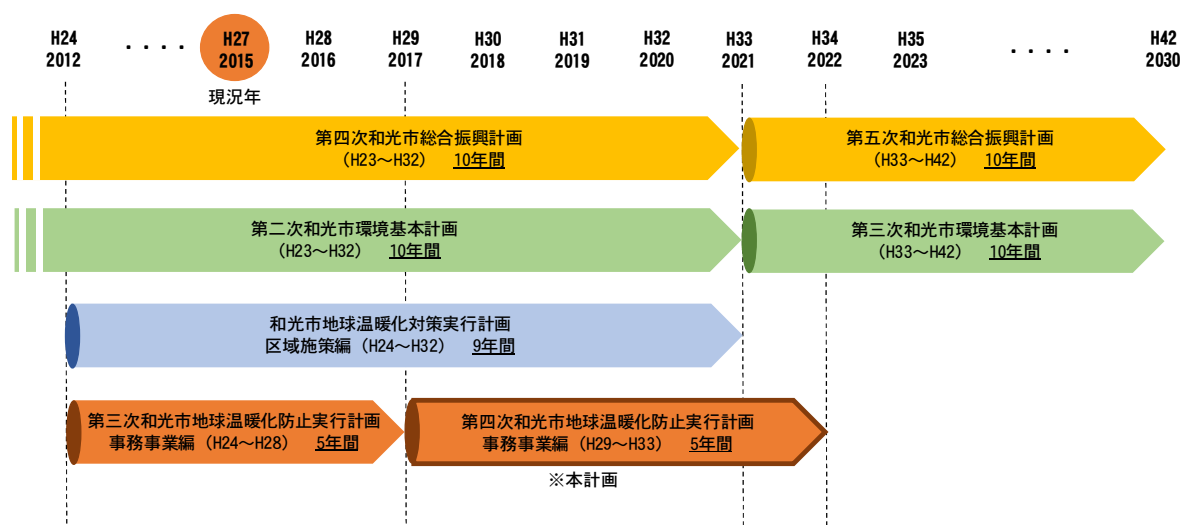 H24 ････ H27 H28 H29 H30 H31 H32 H33 H34 H35 ････ H42
2012 2015 2016 2017 2018 2019 2020 2021 2022 2023 2030
現況年
第四次和光市総合振興計画
（H23～H32） 10年間
第五次和光市総合振興計画
（H33～H42） 10年間
第二次和光市環境基本計画
（H23～H32） 10年間
第三次和光市環境基本計画
（H33～H42） 10年間
和光市地球温暖化対策実行計画
区域施策編（H24～H32） 9年間
第三次和光市地球温暖化防止実行計画
事務事業編（H24～H28） 5年間
第四次和光市地球温暖化防止実行計画
事務事業編（H29～H33） 5年間
※本計画